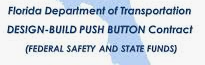 Florida Department of Transportation
DESIGN-BUILD PUSH BUTTON Contract
(FEDERAL SAFETY AND STATE FUNDS)